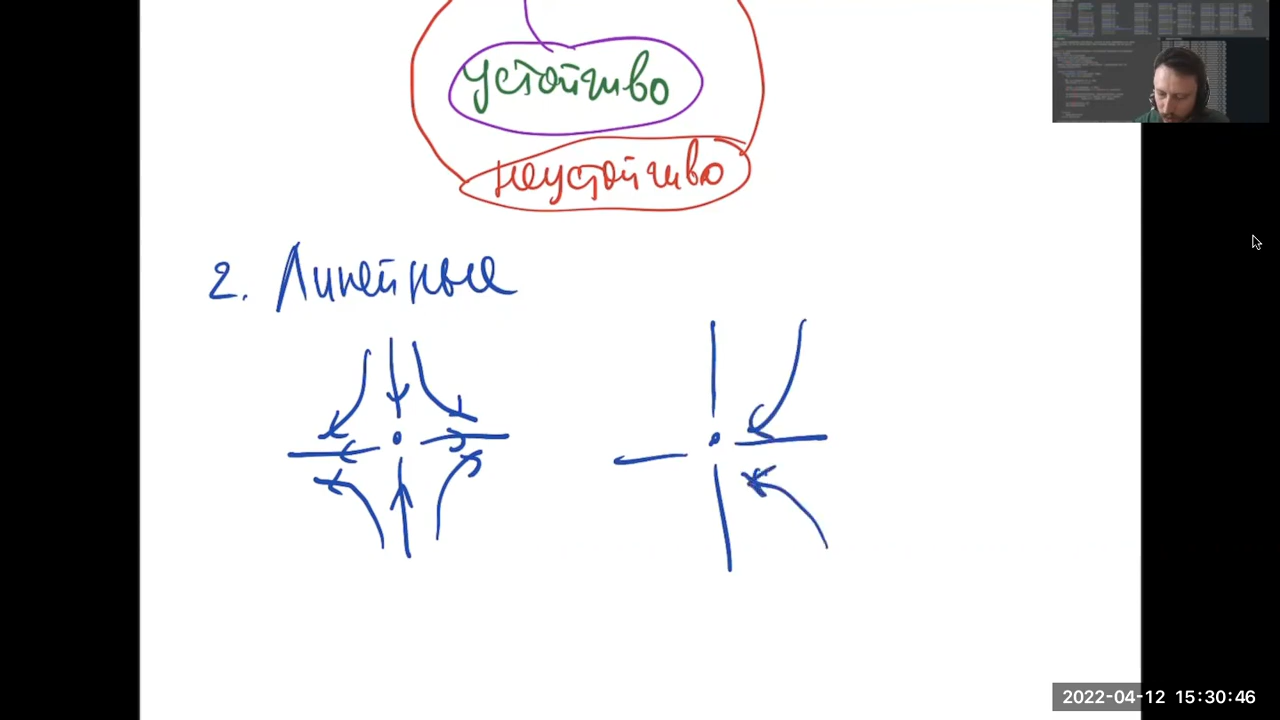 устойчиво
неустойчиво
2. Линейные
2022-04-12 15:30:46